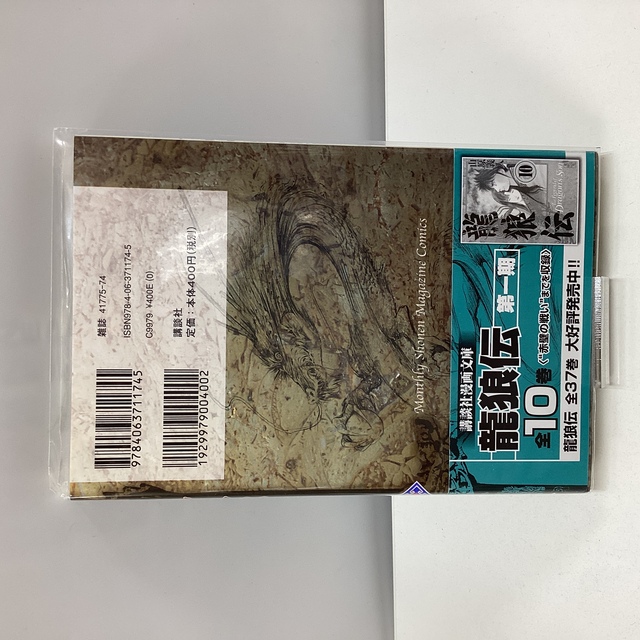 9784063711745
1929979004002
雑誌 41775-74
ISBN978-4-06-371174-5
C9979 ¥400E (0)
講談社
定価：本体400円(税別)
Monthly Shonen Magazine Comics
講談社漫画文庫
龍狼伝 第一期
全10巻 〈“赤壁の戦い”までを収録〉
龍狼伝 全37巻 大好評発売中!!
10
龍狼伝